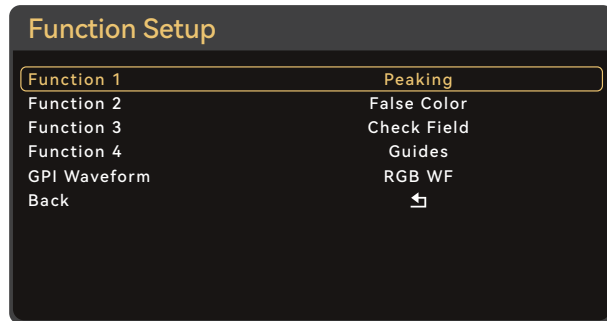 Function Setup
Function 1 Peaking
Function 2 False Color
Function 3 Check Field
Function 4 Guides
GPI Waveform RGB WF
Back